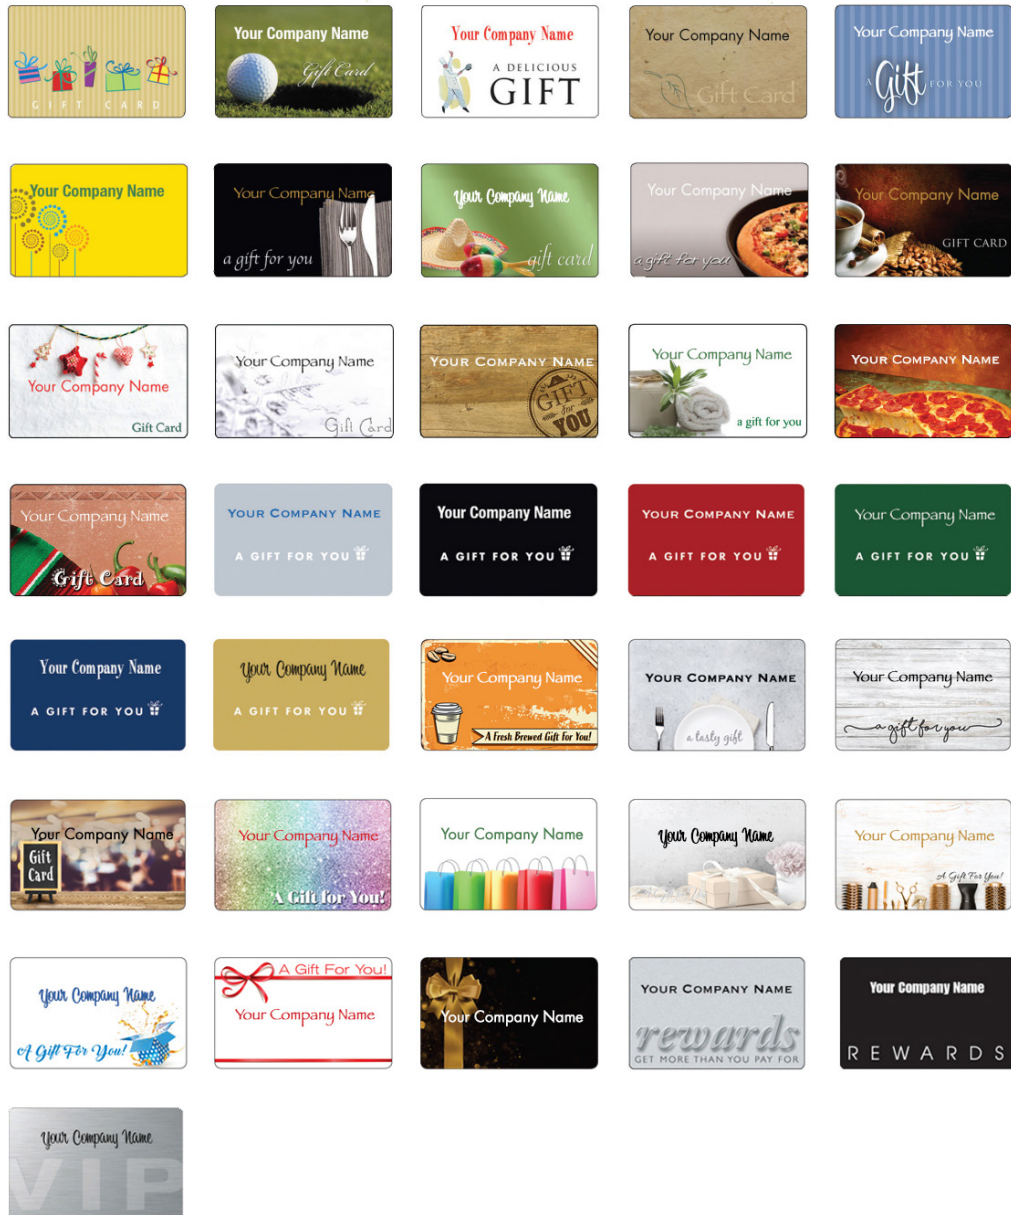 GIFT CARD
Your Company Name
Gift Card
Your Company Name
A DELICIOUS
GIFT
Your Company Name
Gift Card
Your Company Name
A Gift FOR YOU
Your Company Name
Your Company Name
a gift for you
Your Company Name
gift card
Your Company Name
a gift for you
Your Company Name
GIFT CARD
Your Company Name
Gift Card
Your Company Name
Gift Card
YOUR COMPANY NAME
GIFT
for
YOU
Your Company Name
a gift for you
YOUR COMPANY NAME
Your Company Name
Gift Card
YOUR COMPANY NAME
A GIFT FOR YOU
Your Company Name
A GIFT FOR YOU
YOUR COMPANY NAME
A GIFT FOR YOU
Your Company Name
A GIFT FOR YOU
Your Company Name
A GIFT FOR YOU
Your Company Name
A GIFT FOR YOU
Your Company Name
A Fresh Brewed Gift For You!
YOUR COMPANY NAME
a tasty gift
Your Company Name
a gift for you
Your Company Name
Gift
Card
Your Company Name
A Gift for You!
Your Company Name
Your Company Name
Your Company Name
A Gift For You!
Your Company Name
A Gift For You!
A Gift For You!
Your Company Name
Your Company Name
YOUR COMPANY NAME
rewards
GET MORE THAN YOU PAY FOR
Your Company Name
REWARDS
Your Company Name
VIP